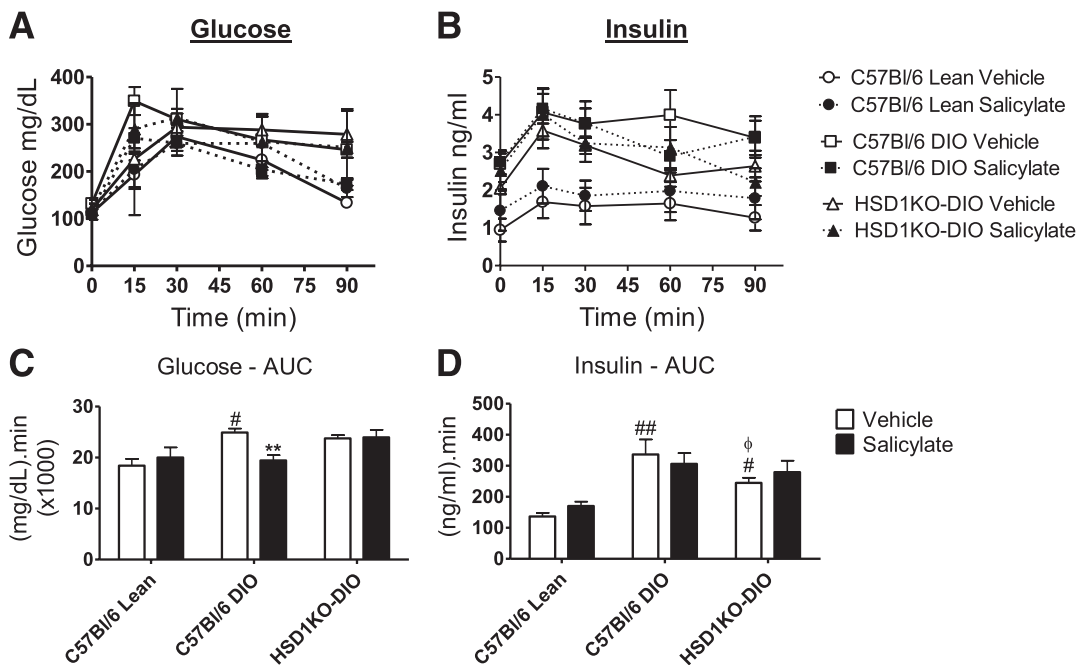 A
Glucose
Glucose mg/dL
400
300
200
100
0
0 15 30 45 60 75 90
Time (min)
B
Insulin
Insulin ng/ml
5
4
3
2
1
0
0 15 30 45 60 75 90
Time (min)
C57Bl/6 Lean Vehicle
C57Bl/6 Lean Salicylate
C57Bl/6 DIO Vehicle
C57Bl/6 DIO Salicylate
HSD1KO-DIO Vehicle
HSD1KO-DIO Salicylate
C
Glucose - AUC
(mg/dL).min
(x1000)
30
20
10
0
#
**
C57Bl/6 Lean
C57Bl/6 DIO
HSD1KO-DIO
D
Insulin - AUC
(ng/ml).min
500
400
300
200
100
0
##
ϕ
#
C57Bl/6 Lean
C57Bl/6 DIO
HSD1KO-DIO
Vehicle
Salicylate